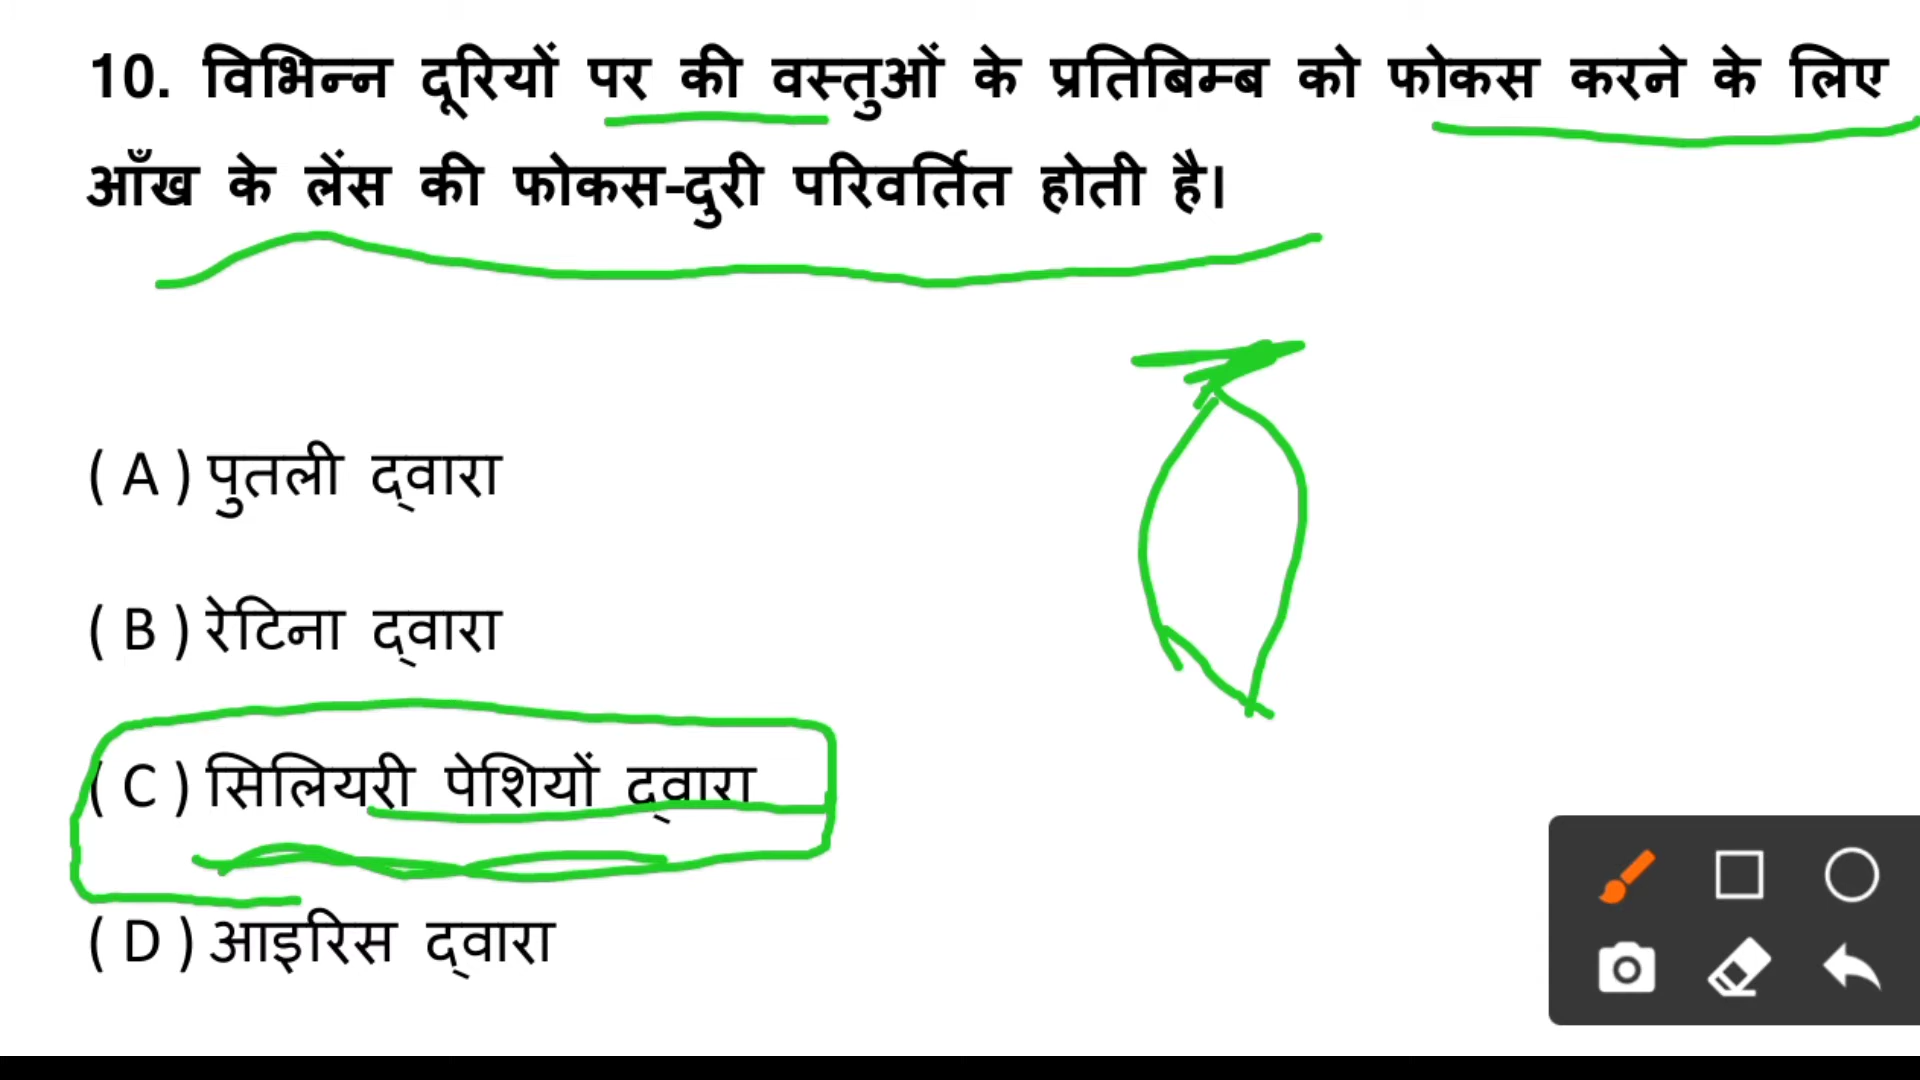 10. विभिन्न दूरियों पर की वस्तुओं के प्रतिबिम्ब को फोकस करने के लिए
आँख के लेंस की फोकस-दुरी परिवर्तित होती है।
( A ) पुतली द्वारा
( B ) रेटिना द्वारा
( C ) सिलियरी पेशियों द्वारा
( D ) आइरिस द्वारा